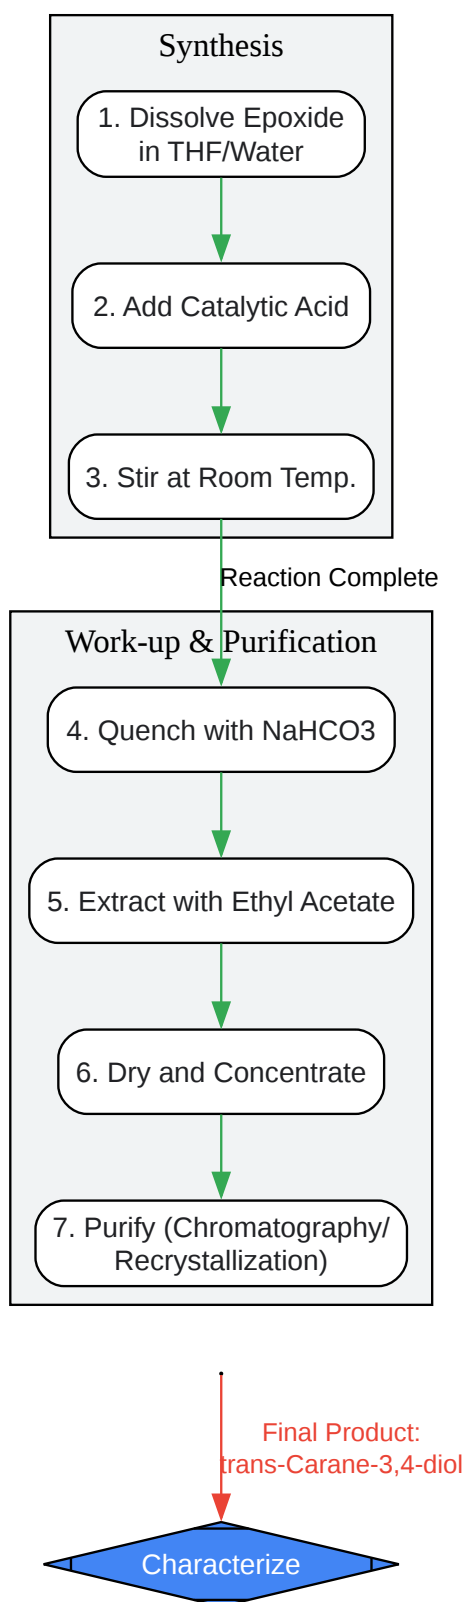 Synthesis
1. Dissolve Epoxide
in THF/Water
2. Add Catalytic Acid
3. Stir at Room Temp.
Reaction Complete
Work-up & Purification
4. Quench with NaHCO3
5. Extract with Ethyl Acetate
6. Dry and Concentrate
7. Purify (Chromatography/
Recrystallization)
Final Product:
trans-Carane-3,4-diol
Characterize